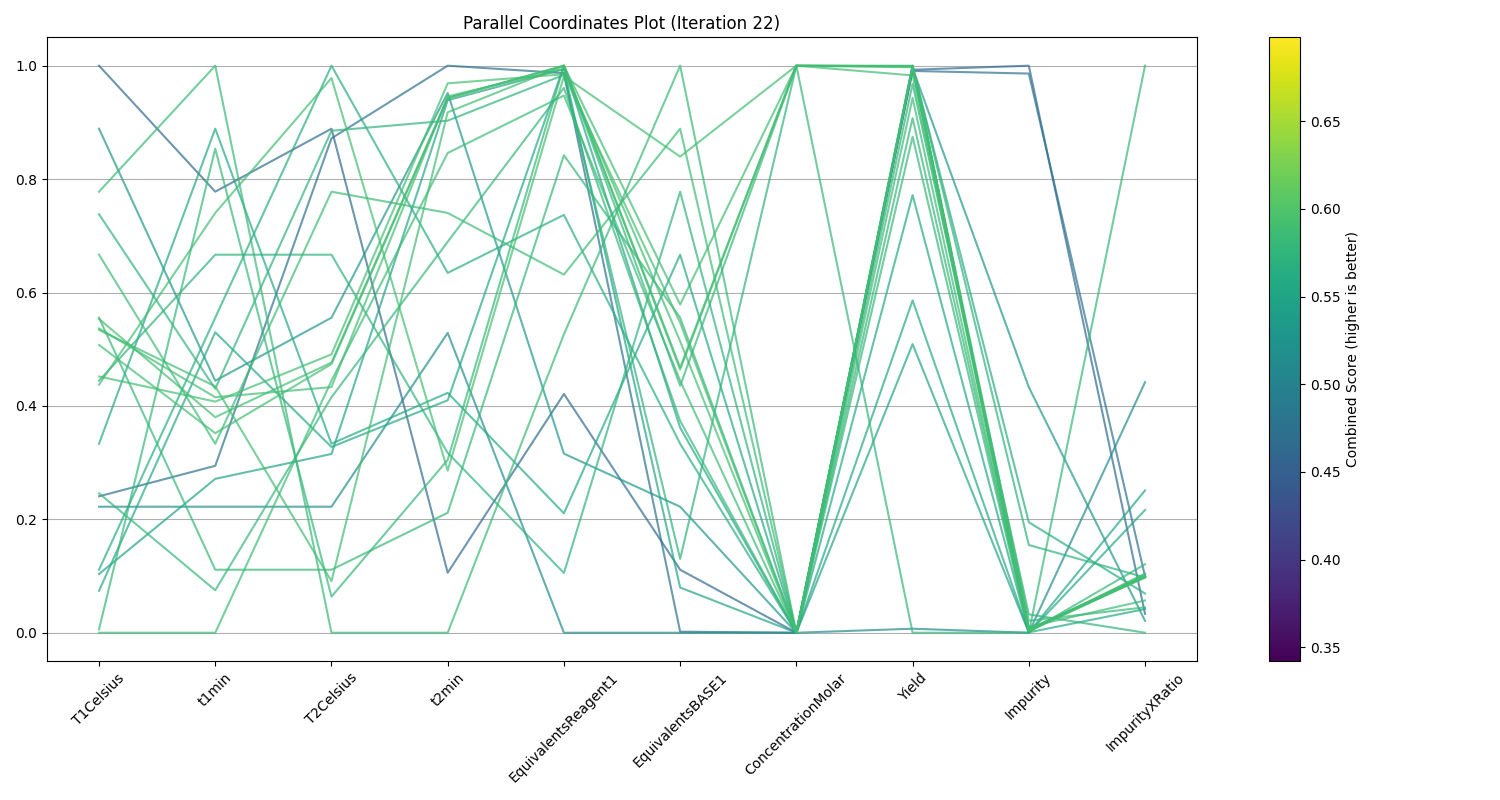 Parallel Coordinates Plot (Iteration 22)
1.0
0.8
0.6
0.4
0.2
0.0
T1Celsius
t1min
T2Celsius
t2min
EquivalentsReagent1
EquivalentsBASE1
ConcentrationMolar
Yield
Impurity
ImpurityXRatio
0.65
0.60
0.55
0.50
0.45
0.40
0.35
Combined Score (higher is better)